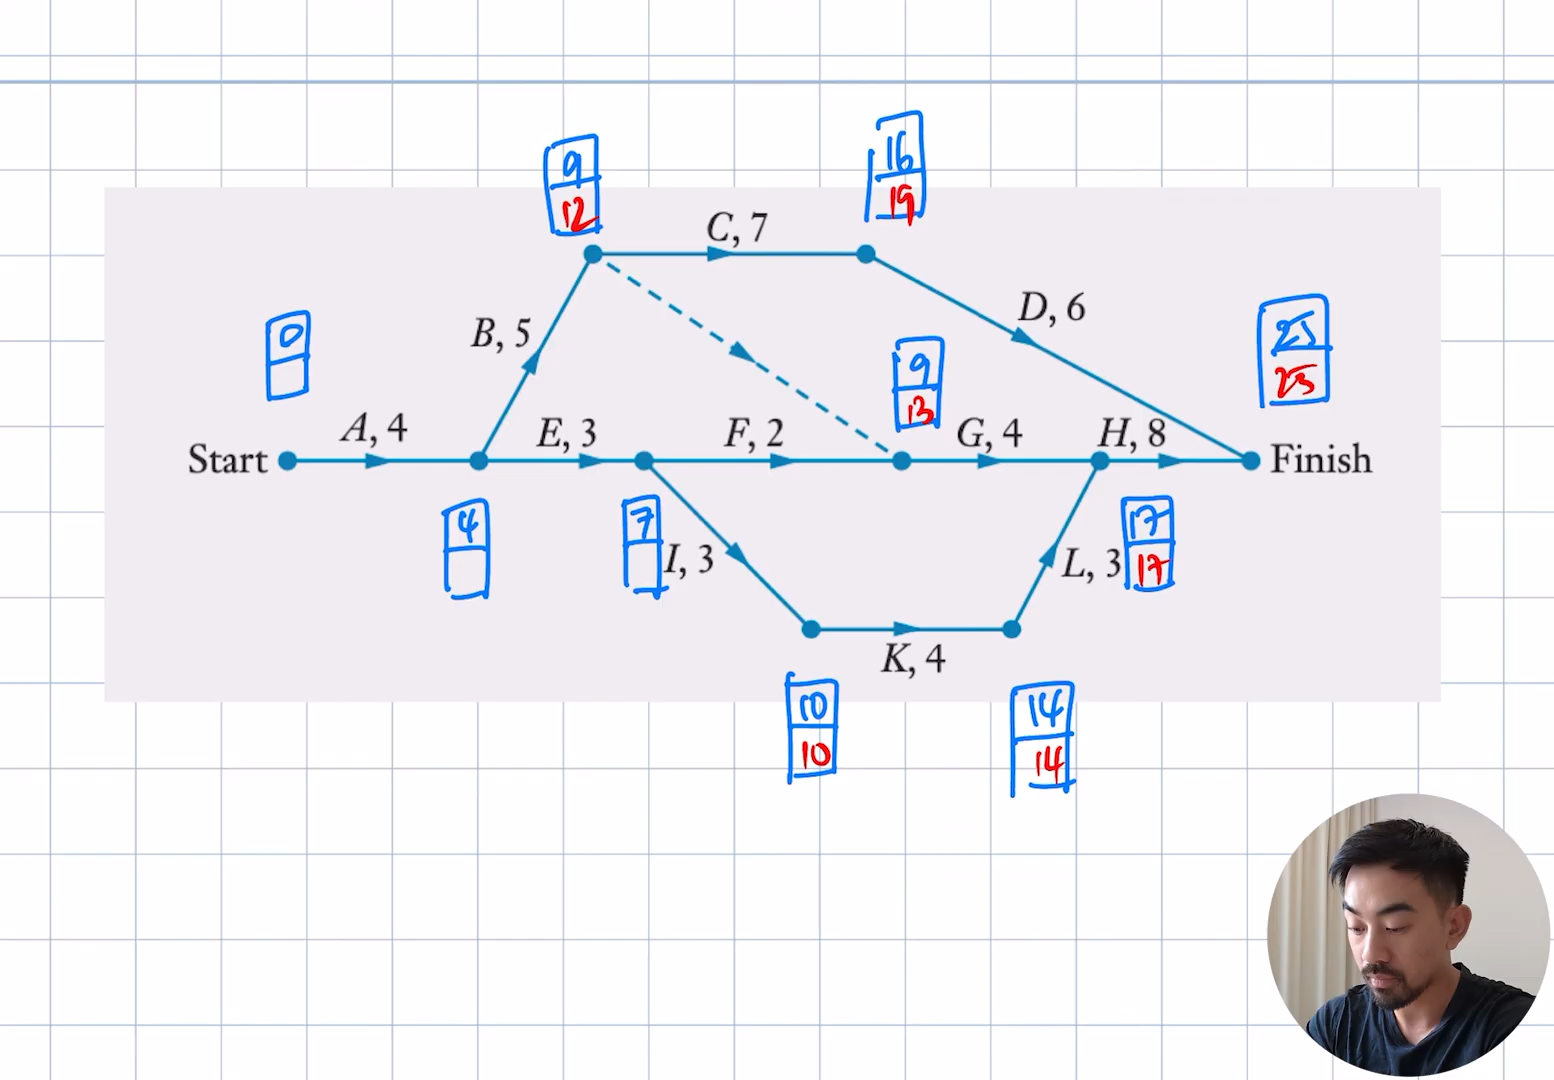 9
12
16
19
C, 7
B, 5
D, 6
0
9
13
25
25
A, 4
E, 3
F, 2
G, 4
H, 8
Start
Finish
4
7
I, 3
L, 3
17
17
K, 4
10
10
14
14